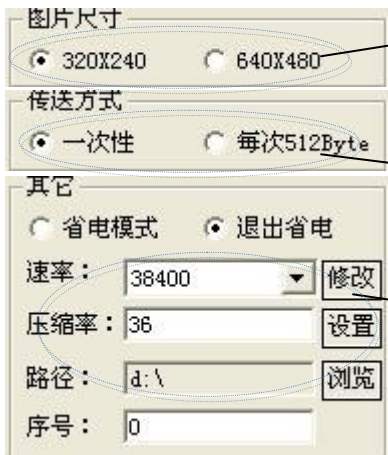 图片尺寸
320X240 640X480
传送方式
一次性 每次512Byte
其它
省电模式 退出省电
速率： 38400 修改
压缩率： 36 设置
路径： d:\ 浏览
序号： 0